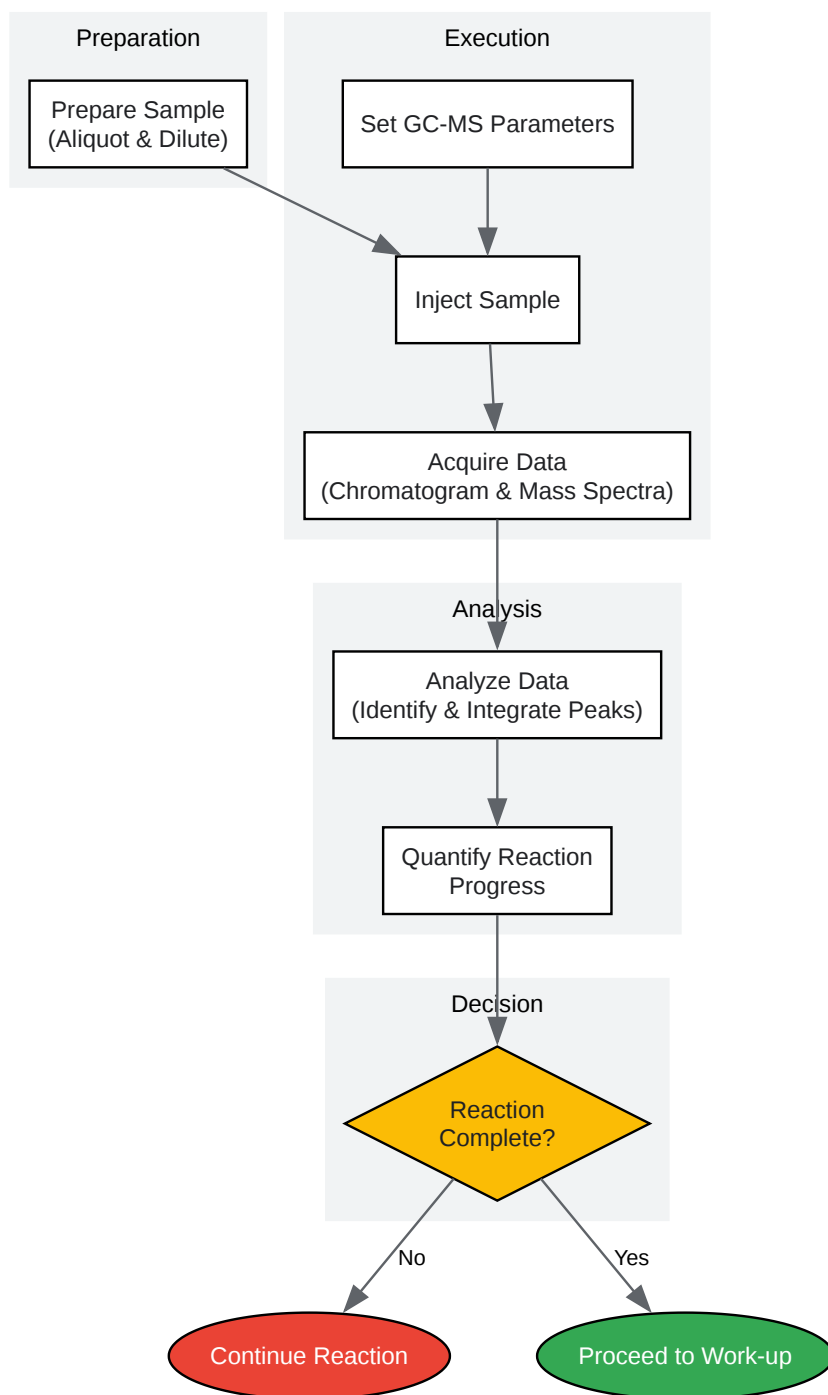 Preparation
Execution
Prepare Sample
(Aliquot & Dilute)
Set GC-MS Parameters
Inject Sample
Acquire Data
(Chromatogram & Mass Spectra)
Analysis
Analyze Data
(Identify & Integrate Peaks)
Quantify Reaction
Progress
Decision
Reaction
Complete?
No
Yes
Continue Reaction
Proceed to Work-up